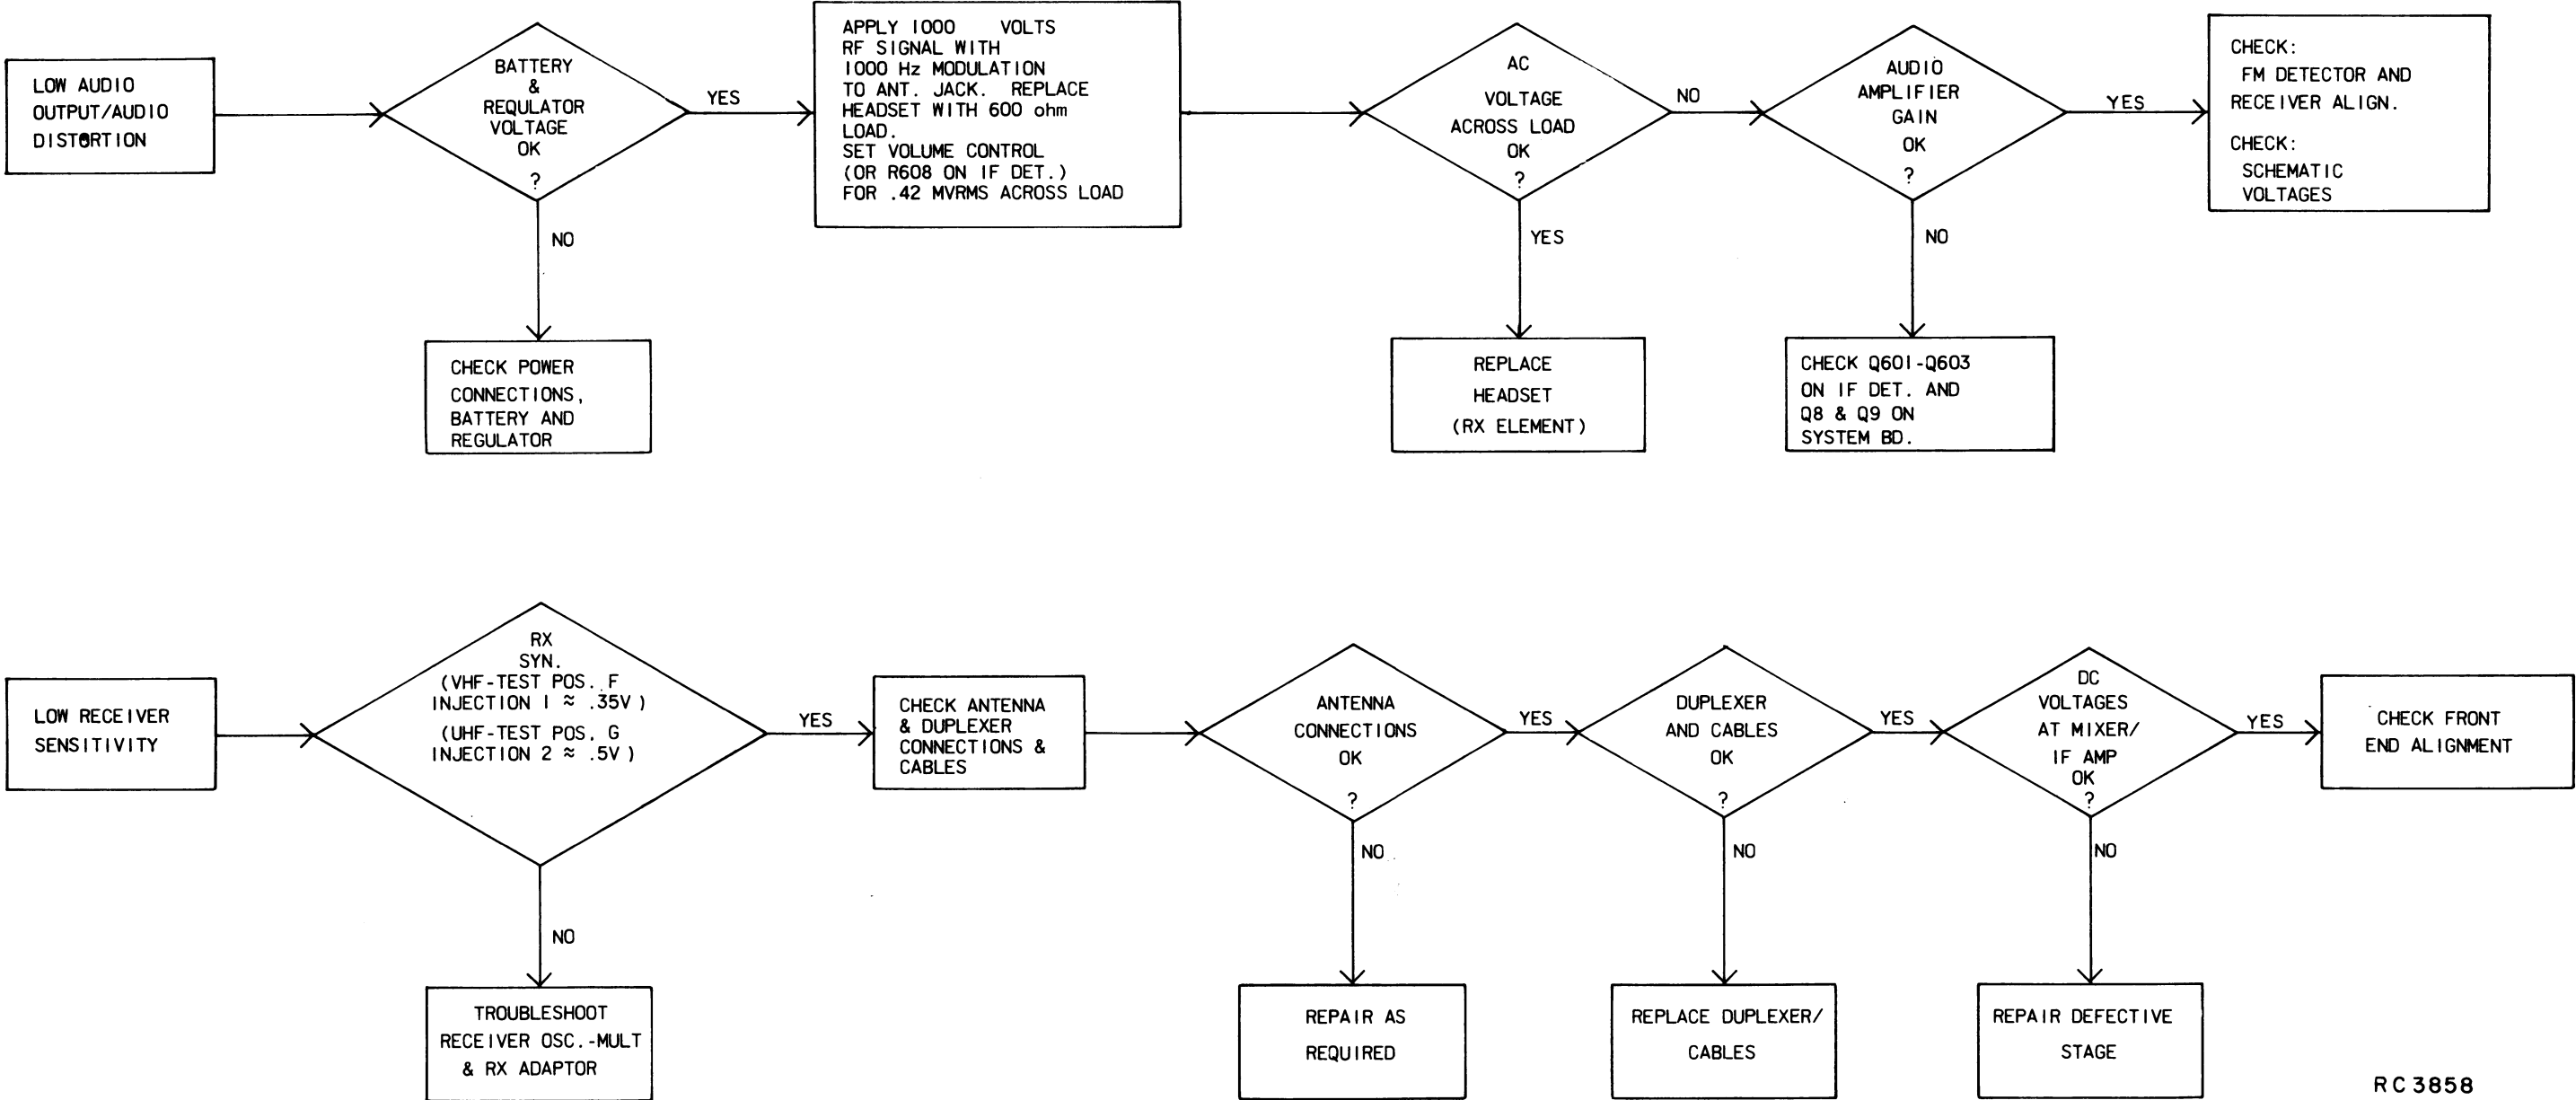 LOW AUDIO
OUTPUT/AUDIO
DISTORTION
BATTERY
&
REQULATOR
VOLTAGE
OK
?
YES
NO
CHECK POWER
CONNECTIONS,
BATTERY AND
REGULATOR
APPLY 1000 VOLTS
RF SIGNAL WITH
1000 Hz MODULATION
TO ANT. JACK. REPLACE
HEADSET WITH 600 ohm
LOAD.
SET VOLUME CONTROL
(OR R608 ON IF DET.)
FOR .42 MVRMS ACROSS LOAD
AC
VOLTAGE
ACROSS LOAD
OK
?
NO
YES
REPLACE
HEADSET
(RX ELEMENT)
AUDIO
AMPLIFIER
GAIN
OK
?
YES
NO
CHECK Q601-Q603
ON IF DET. AND
Q8 & Q9 ON
SYSTEM BD.
CHECK:
FM DETECTOR AND
RECEIVER ALIGN.
CHECK:
SCHEMATIC
VOLTAGES
LOW RECEIVER
SENSITIVITY
RX
SYN.
(VHF-TEST POS. F
INJECTION 1 ≈ .35V)
(UHF-TEST POS. G
INJECTION 2 ≈ .5V)
YES
NO
TROUBLESHOOT
RECEIVER OSC.-MULT
& RX ADAPTOR
CHECK ANTENNA
& DUPLEXER
CONNECTIONS &
CABLES
ANTENNA
CONNECTIONS
OK
?
YES
NO
REPAIR AS
REQUIRED
DUPLEXER
AND CABLES
OK
?
YES
NO
REPLACE DUPLEXER/
CABLES
DC
VOLTAGES
AT MIXER/
IF AMP
OK
?
YES
NO
REPAIR DEFECTIVE
STAGE
CHECK FRONT
END ALIGNMENT
RC3858